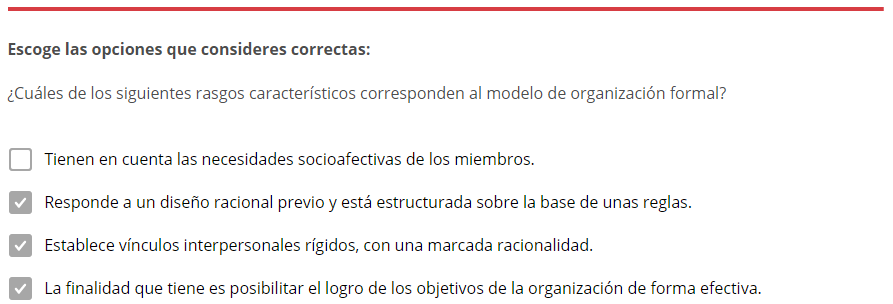 Escoge las opciones que consideres correctas:
¿Cuáles de los siguientes rasgos característicos corresponden al modelo de organización formal?
Tienen en cuenta las necesidades socioafectivas de los miembros.
Responde a un diseño racional previo y está estructurada sobre la base de unas reglas.
Establece vínculos interpersonales rígidos, con una marcada racionalidad.
La finalidad que tiene es posibilitar el logro de los objetivos de la organización de forma efectiva.